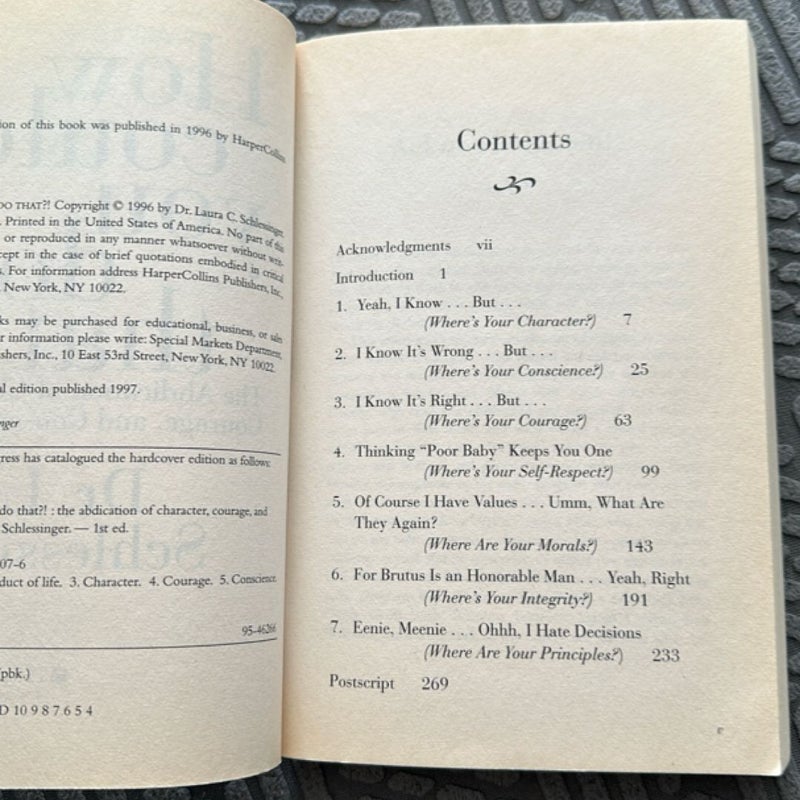 ion of this book was published in 1996 by HarperCollins
DO THAT?! Copyright © 1996 by Dr. Laura C. Schlessinger.
. Printed in the United States of America. No part of this
or reproduced in any manner whatsoever without writ-
cept in the case of brief quotations embodied in critical
s. For information address HarperCollins Publishers, Inc.,
, New York, NY 10022.
ks may be purchased for educational, business, or sales
r information please write: Special Markets Department,
shers, Inc., 10 East 53rd Street, New York, NY 10022.
al edition published 1997.
nger
gress has catalogued the hardcover edition as follows:
do that?! : the abdication of character, courage, and
Schlessinger. — 1st ed.
07–6
duct of life. 3. Character. 4. Courage. 5. Conscience.
95-46266
(pbk.)
D 10 9 8 7 6 5 4
Contents
Acknowledgments vii
Introduction 1
1. Yeah, I Know . . . But . . .
(Where's Your Character?) 7
2. I Know It's Wrong . . . But . . .
(Where's Your Conscience?) 25
3. I Know It's Right . . . But . . .
(Where's Your Courage?) 63
4. Thinking “Poor Baby” Keeps You One
(Where's Your Self-Respect?) 99
5. Of Course I Have Values . . . Umm, What Are
They Again?
(Where Are Your Morals?) 143
6. For Brutus Is an Honorable Man . . . Yeah, Right
(Where's Your Integrity?) 191
7. Eenie, Meenie . . . Ohhh, I Hate Decisions
(Where Are Your Principles?) 233
Postscript 269